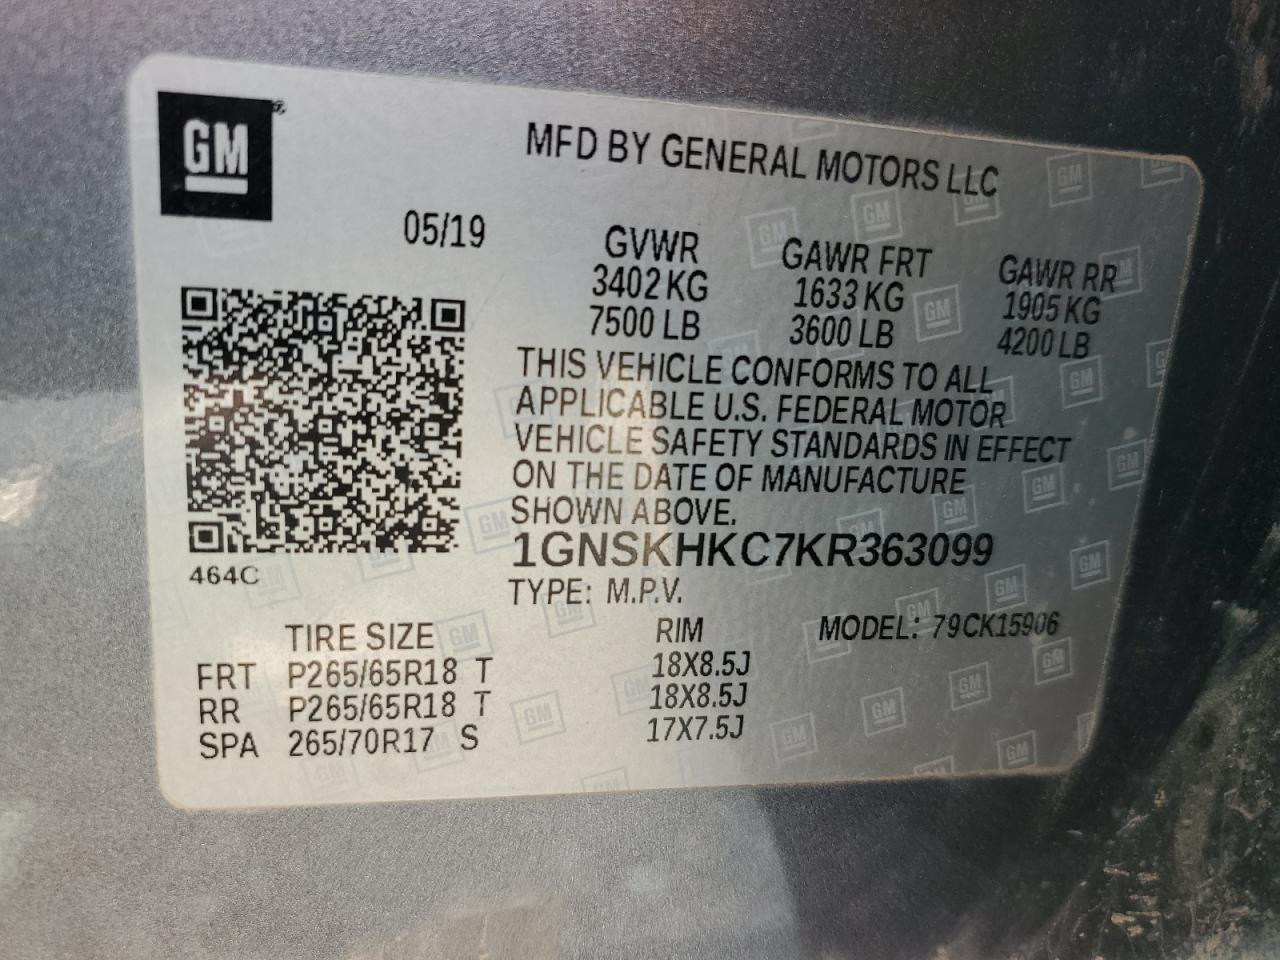 GM
MFD BY GENERAL MOTORS LLC
05/19
GVWR GAWR FRT GAWR RR
3402 KG 1633 KG 1905 KG
7500 LB 3600 LB 4200 LB
THIS VEHICLE CONFORMS TO ALL
APPLICABLE U.S. FEDERAL MOTOR
VEHICLE SAFETY STANDARDS IN EFFECT
ON THE DATE OF MANUFACTURE
SHOWN ABOVE.
1GNSKHKC7KR363099
464C
TYPE: M.P.V.
TIRE SIZE RIM MODEL: 79CK15906
FRT P265/65R18 T 18X8.5J
RR P265/65R18 T 18X8.5J
SPA 265/70R17 S 17X7.5J